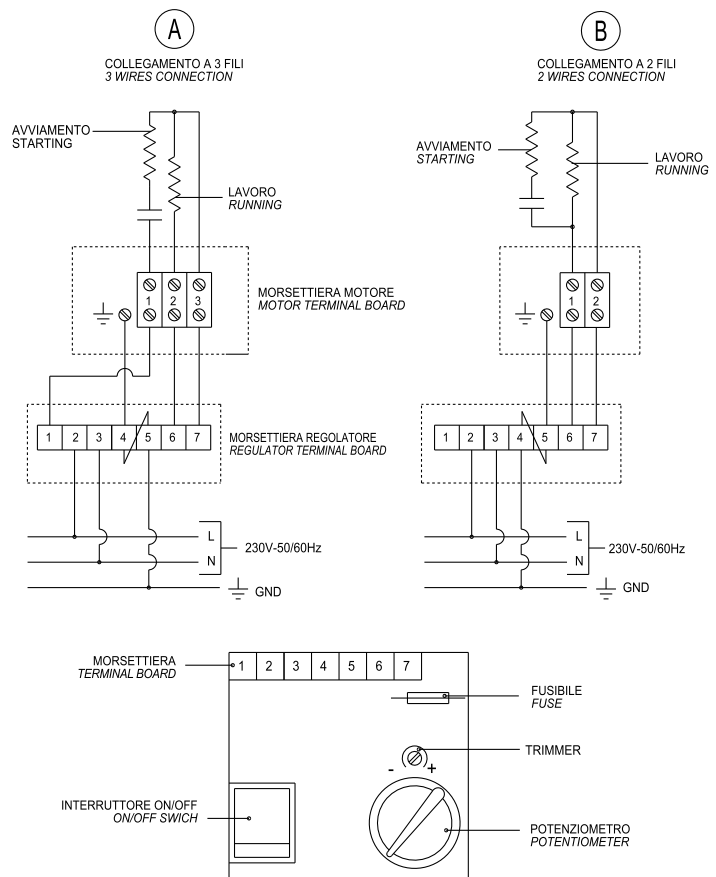 A
COLLEGAMENTO A 3 FILI
3 WIRES CONNECTION
AVVIAMENTO
STARTING
LAVORO
RUNNING
1 2 3
MORSETTIERA MOTORE
MOTOR TERMINAL BOARD
1 2 3 4 5 6 7
MORSETTIERA REGOLATORE
REGULATOR TERMINAL BOARD
L
N
230V-50/60Hz
GND
B
COLLEGAMENTO A 2 FILI
2 WIRES CONNECTION
AVVIAMENTO
STARTING
LAVORO
RUNNING
1 2
1 2 3 4 5 6 7
L
N
230V-50/60Hz
GND
MORSETTIERA
TERMINAL BOARD
1 2 3 4 5 6 7
FUSIBILE
FUSE
TRIMMER
- +
INTERRUTTORE ON/OFF
ON/OFF SWICH
POTENZIOMETRO
POTENTIOMETER